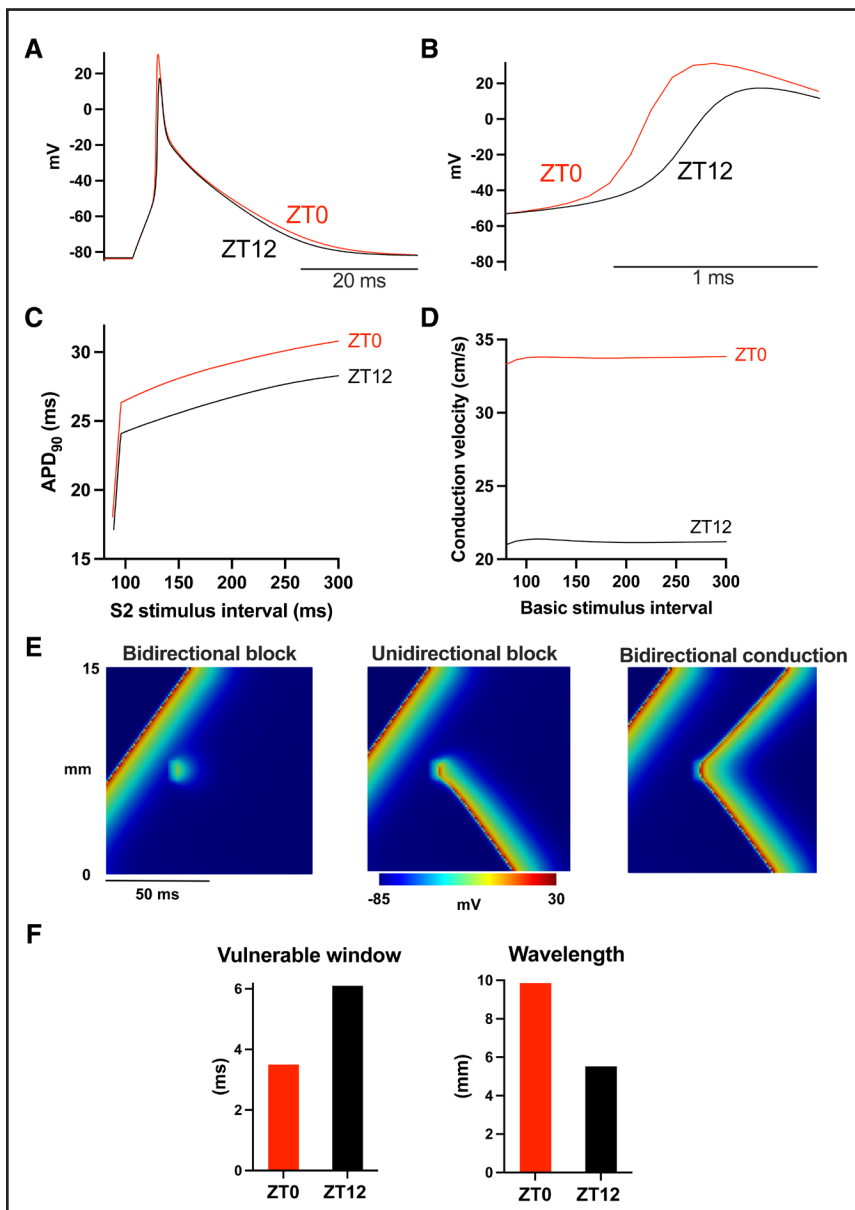 A
B
20
0
-20
-40
-60
-80
mV
ZT0
ZT12
20 ms
20
0
-20
-40
-60
-80
mV
ZT0
ZT12
1 ms
C
D
30
25
20
15
APD90 (ms)
ZT0
ZT12
100 150 200 250 300
S2 stimulus interval (ms)
35
30
25
20
Conduction velocity (cm/s)
ZT0
ZT12
100 150 200 250 300
Basic stimulus interval
E
Bidirectional block
Unidirectional block
Bidirectional conduction
15
mm
0
50 ms
-85
mV
30
F
Vulnerable window
Wavelength
6
4
2
0
(ms)
ZT0 ZT12
10
8
6
4
2
0
(mm)
ZT0 ZT12